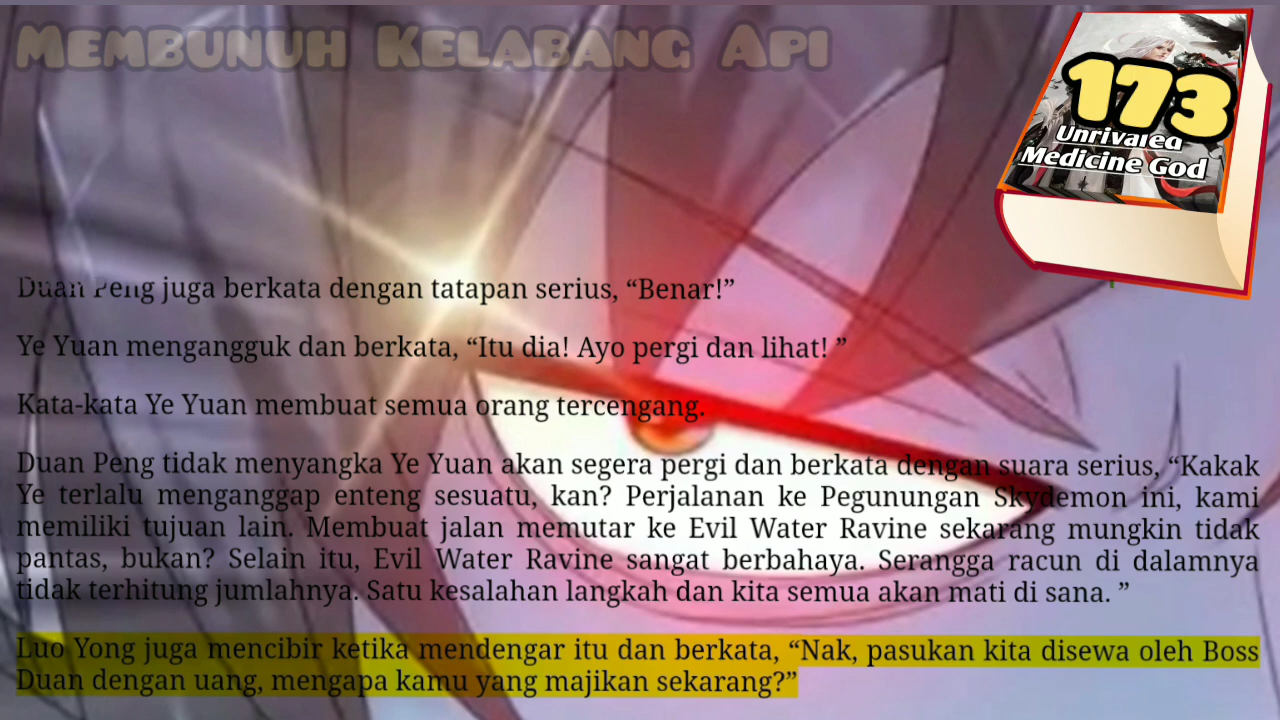 Membunuh Kelabang Api
173
Unrivaled
Medicine God
Duan Peng juga berkata dengan tatapan serius, “Benar!”
Ye Yuan mengangguk dan berkata, “Itu dia! Ayo pergi dan lihat! ”
Kata-kata Ye Yuan membuat semua orang tercengang.
Duan Peng tidak menyangka Ye Yuan akan segera pergi dan berkata dengan suara serius, “Kakak
Ye terlalu menganggap enteng sesuatu, kan? Perjalanan ke Pegunungan Skydemon ini, kami
memiliki tujuan lain. Membuat jalan memutar ke Evil Water Ravine sekarang mungkin tidak
pantas, bukan? Selain itu, Evil Water Ravine sangat berbahaya. Serangga racun di dalamnya
tidak terhitung jumlahnya. Satu kesalahan langkah dan kita semua akan mati di sana. ”
Luo Yong juga mencibir ketika mendengar itu dan berkata, “Nak, pasukan kita disewa oleh Boss
Duan dengan uang, mengapa kamu yang majikan sekarang?”